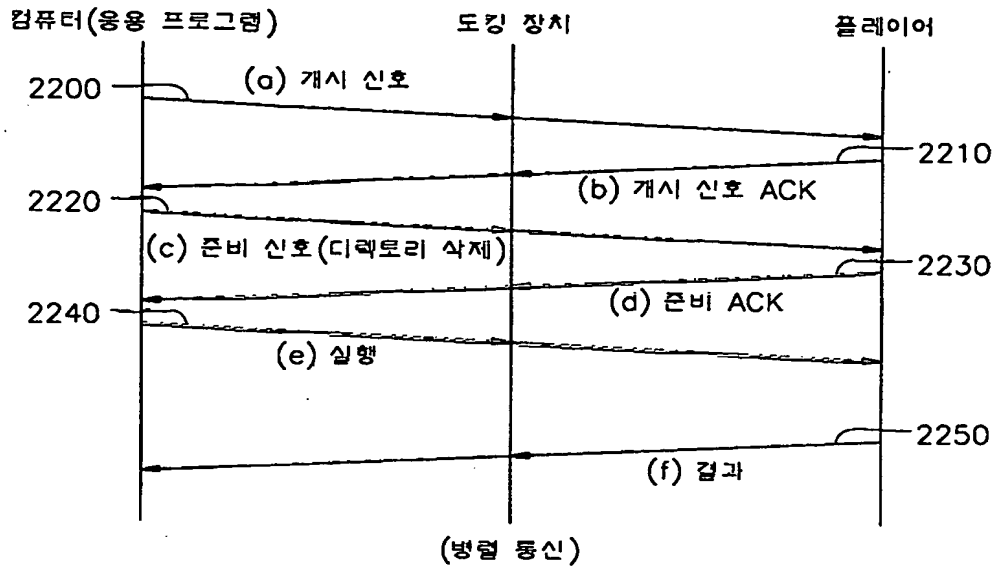 컴퓨터(응용 프로그램) 도킹 장치 플레이어
(a) 개시 신호
2200
2210
(b) 개시 신호 ACK
2220
(c) 준비 신호(디렉토리 삭제)
2230
(d) 준비 ACK
2240
(e) 실행
2250
(f) 결과
(병렬 통신)